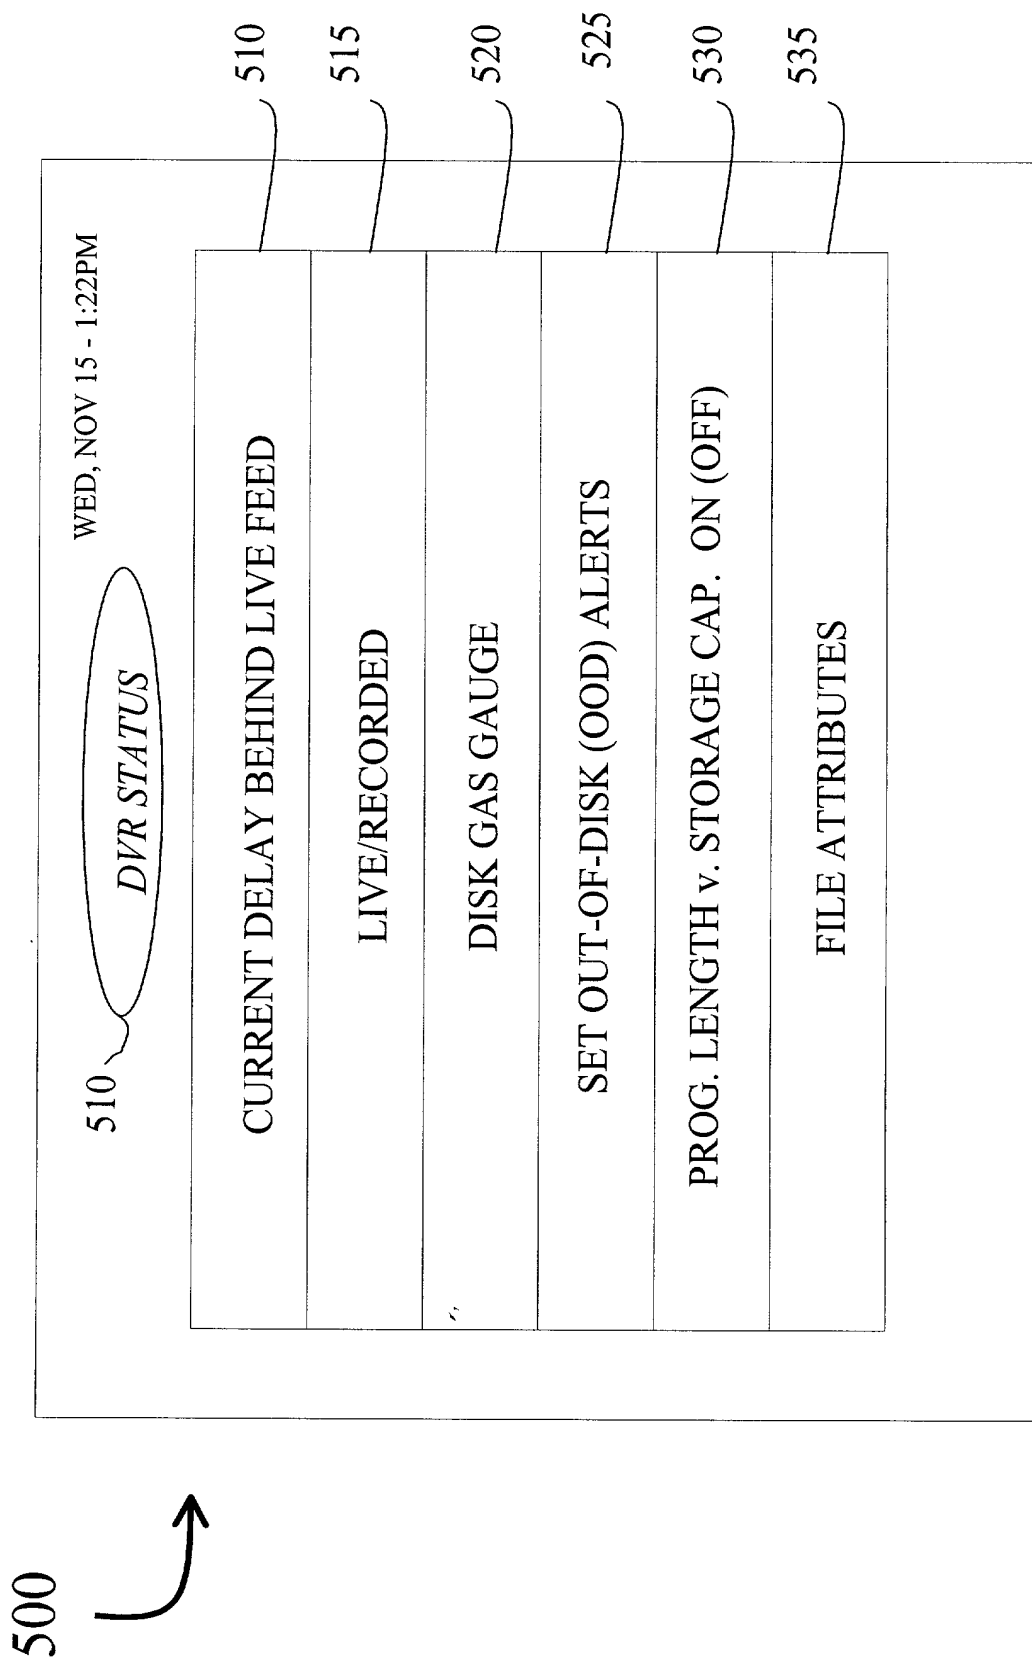 500
WED, NOV 15 - 1:22PM
510
DVR STATUS
CURRENT DELAY BEHIND LIVE FEED
510
LIVE/RECORDED
515
DISK GAS GAUGE
520
SET OUT-OF-DISK (OOD) ALERTS
525
PROG. LENGTH v. STORAGE CAP. ON (OFF)
530
FILE ATTRIBUTES
535